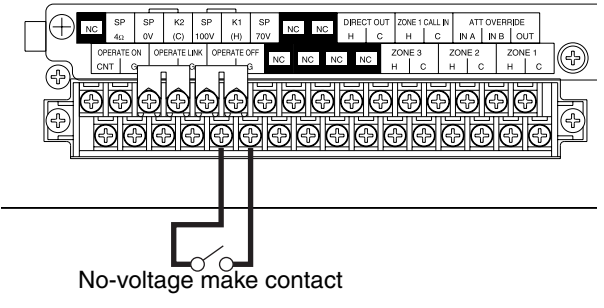 NC SP SP K2 SP K1 SP NC NC DIRECT OUT ZONE 1 CALL IN ATT OVERRIDE
4Ω 0V (C) 100V (H) 70V H C H C IN A IN B OUT
OPERATE ON OPERATE LINK OPERATE OFF NC NC NC NC ZONE 3 ZONE 2 ZONE 1
CNT G G G H C H C H C
No-voltage make contact